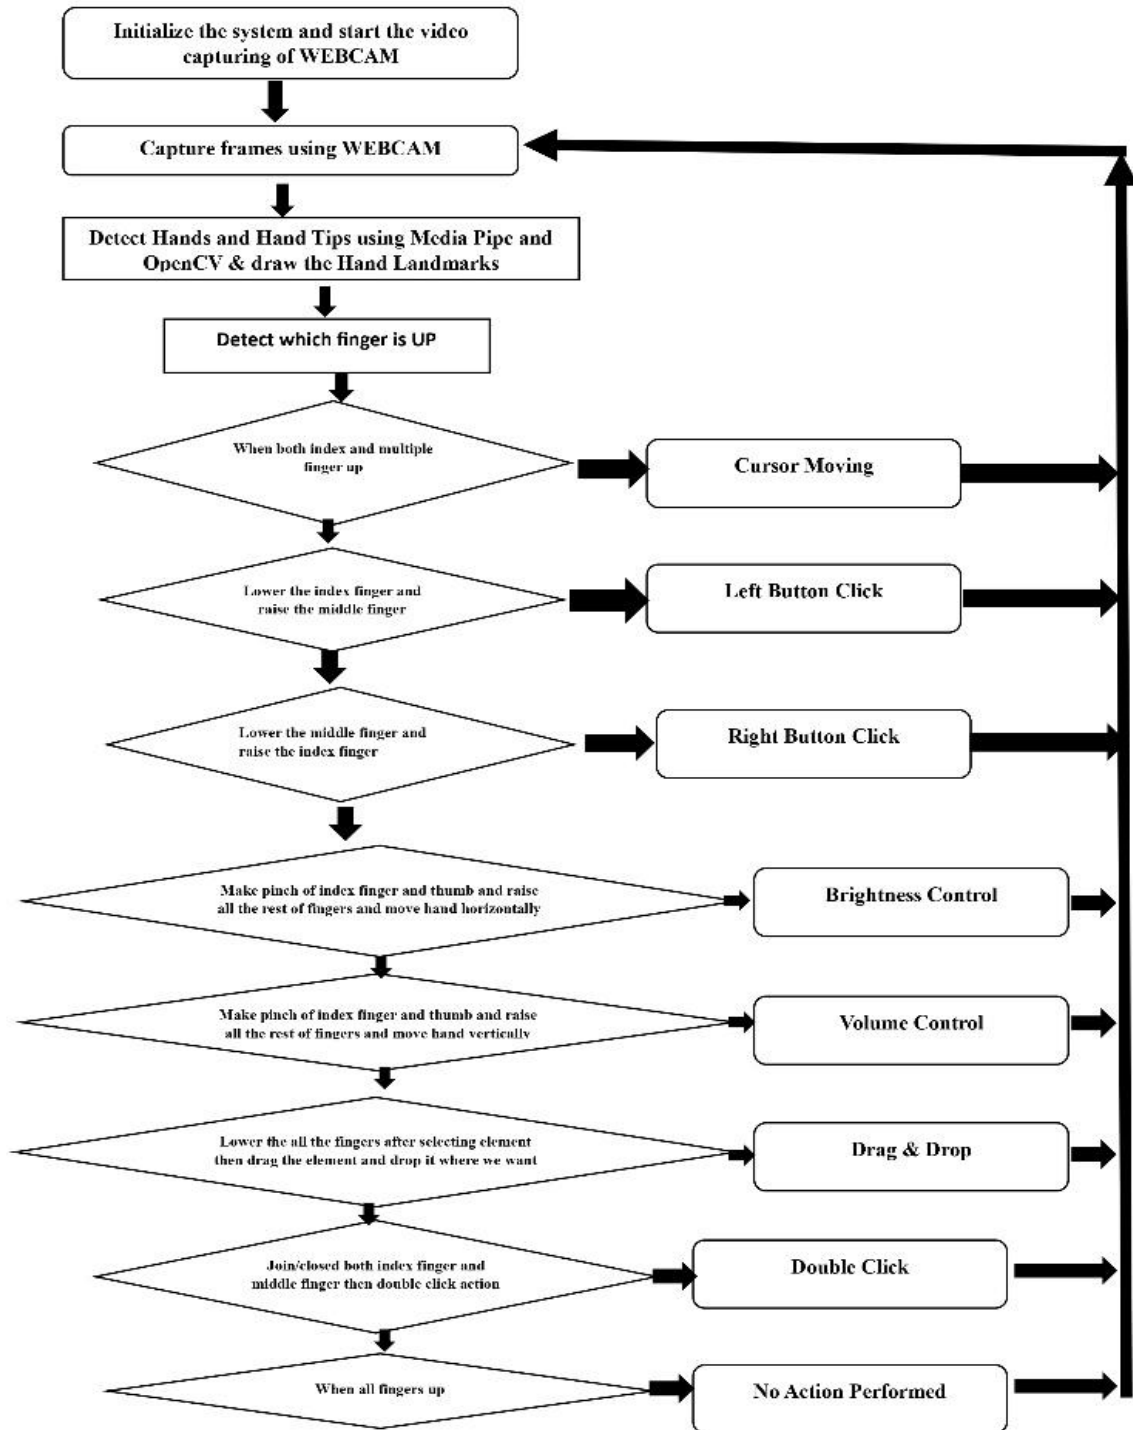 Initialize the system and start the video
capturing of WEBCAM
Capture frames using WEBCAM
Detect Hands and Hand Tips using Media Pipe and
OpenCV & draw the Hand Landmarks
Detect which finger is UP
When both index and multiple
finger up
Cursor Moving
Lower the index finger and
raise the middle finger
Left Button Click
Lower the middle finger and
raise the index finger
Right Button Click
Make pinch of index finger and thumb and raise
all the rest of fingers and move hand horizontally
Brightness Control
Make pinch of index finger and thumb and raise
all the rest of fingers and move hand vertically
Volume Control
Lower the all the fingers after selecting element
then drag the element and drop it where we want
Drag & Drop
Join/closed both index finger and
middle finger then double click action
Double Click
When all fingers up
No Action Performed